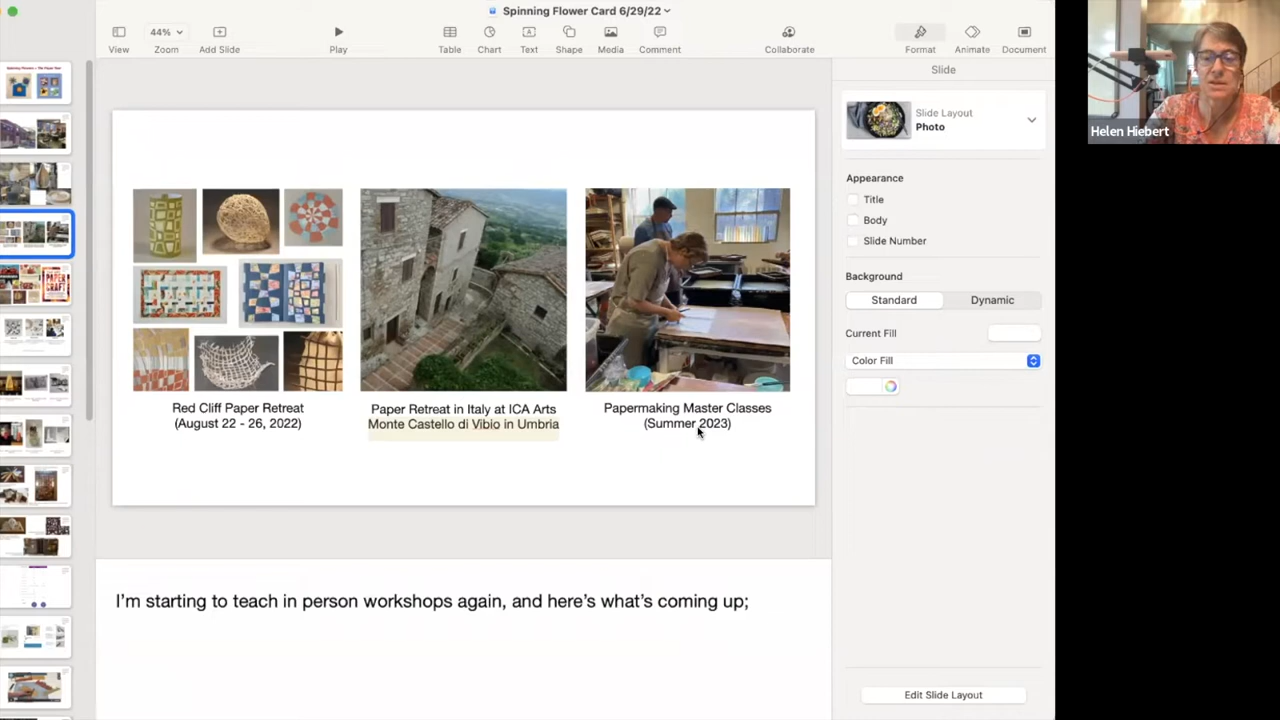 Spinning Flower Card 6/29/22
44%
View
Zoom
Add Slide
Play
Table
Chart
Text
Shape
Media
Comment
Collaborate
Format
Animate
Document
Slide
Slide Layout
Photo
Appearance
Title
Body
Slide Number
Background
Standard
Dynamic
Current Fill
Color Fill
Edit Slide Layout
Helen Hiebert
Red Cliff Paper Retreat
(August 22 - 26, 2022)
Paper Retreat in Italy at ICA Arts
Monte Castello di Vibio in Umbria
Papermaking Master Classes
(Summer 2023)
I'm starting to teach in person workshops again, and here's what's coming up;